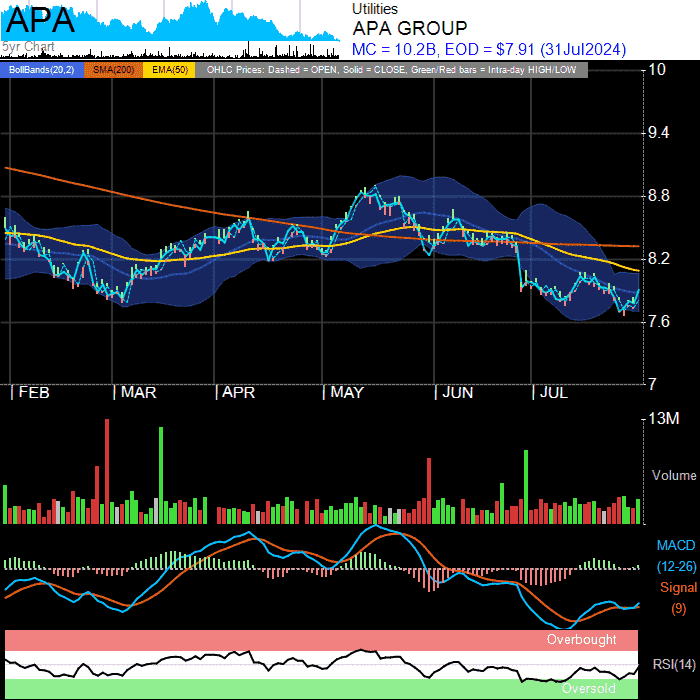 APA
5yr Chart
Utilities
APA GROUP
MC = 10.2B, EOD = $7.91 (31Jul2024)
BollBands(20,2) SMA(200) EMA(50) OHLC Prices: Dashed = OPEN, Solid = CLOSE, Green/Red bars = Intra-day HIGH/LOW
10
9.4
8.8
8.2
7.6
7
| FEB | MAR | APR | MAY | JUN | JUL
13M
Volume
MACD
(12-26)
Signal
(9)
Overbought
RSI(14)
Oversold